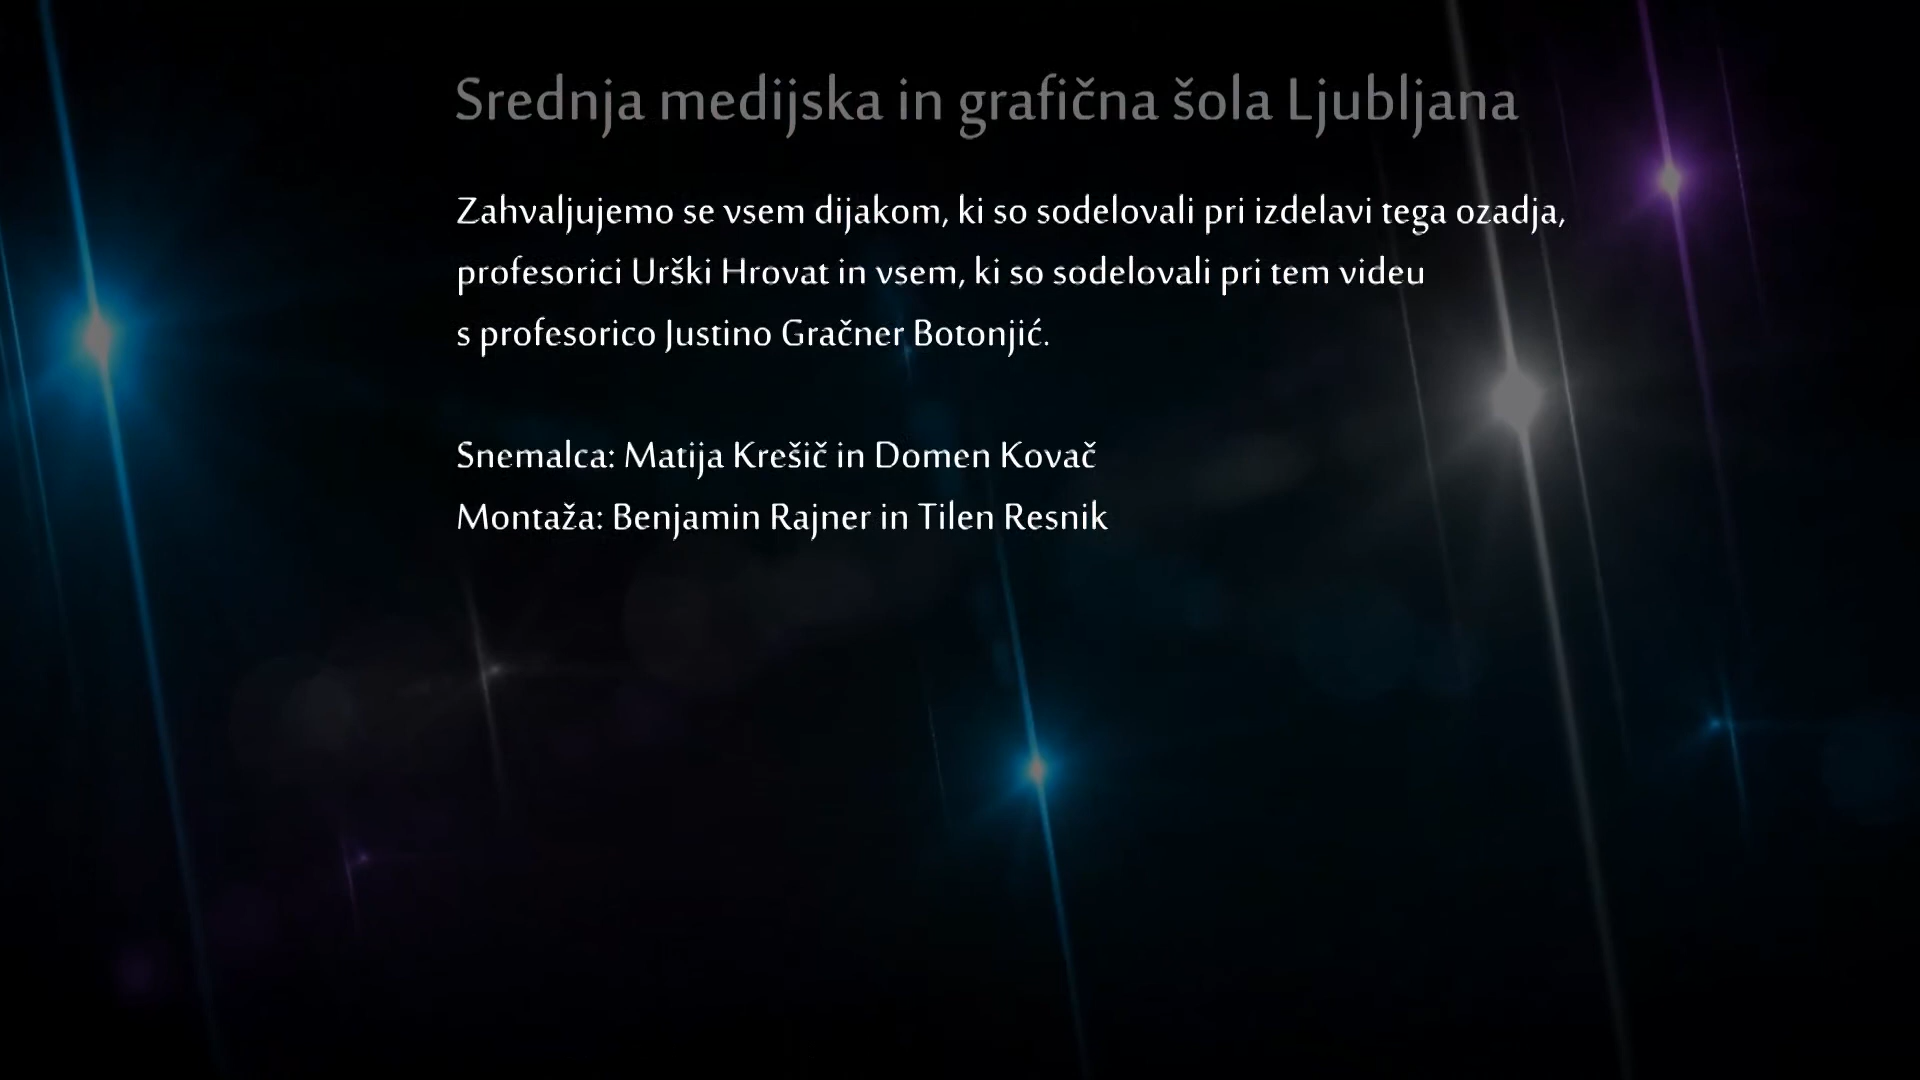 Srednja medijska in grafična šola Ljubljana
Zahvaljujemo se vsem dijakom, ki so sodelovali pri izdelavi tega ozadja,
profesorici Urški Hrovat in vsem, ki so sodelovali pri tem videu
s profesorico Justino Gračner Botonjić.
Snemalca: Matija Krešič in Domen Kovač
Montaža: Benjamin Rajner in Tilen Resnik